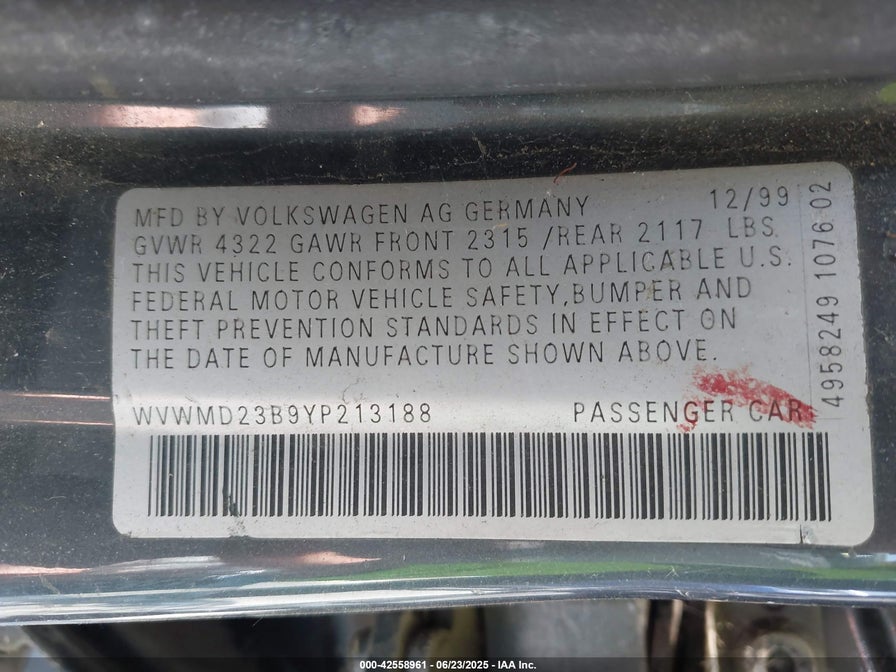 MFD BY VOLKSWAGEN AG GERMANY 12/99
GVWR 4322 GAWR FRONT 2315 /REAR 2117 LBS.
THIS VEHICLE CONFORMS TO ALL APPLICABLE U.S.
FEDERAL MOTOR VEHICLE SAFETY,BUMPER AND
THEFT PREVENTION STANDARDS IN EFFECT ON
THE DATE OF MANUFACTURE SHOWN ABOVE.
WVWMD23B9YP213188 PASSENGER CAR
4958249 1076 02
000-42558961 - 06/23/2025 - IAA Inc.